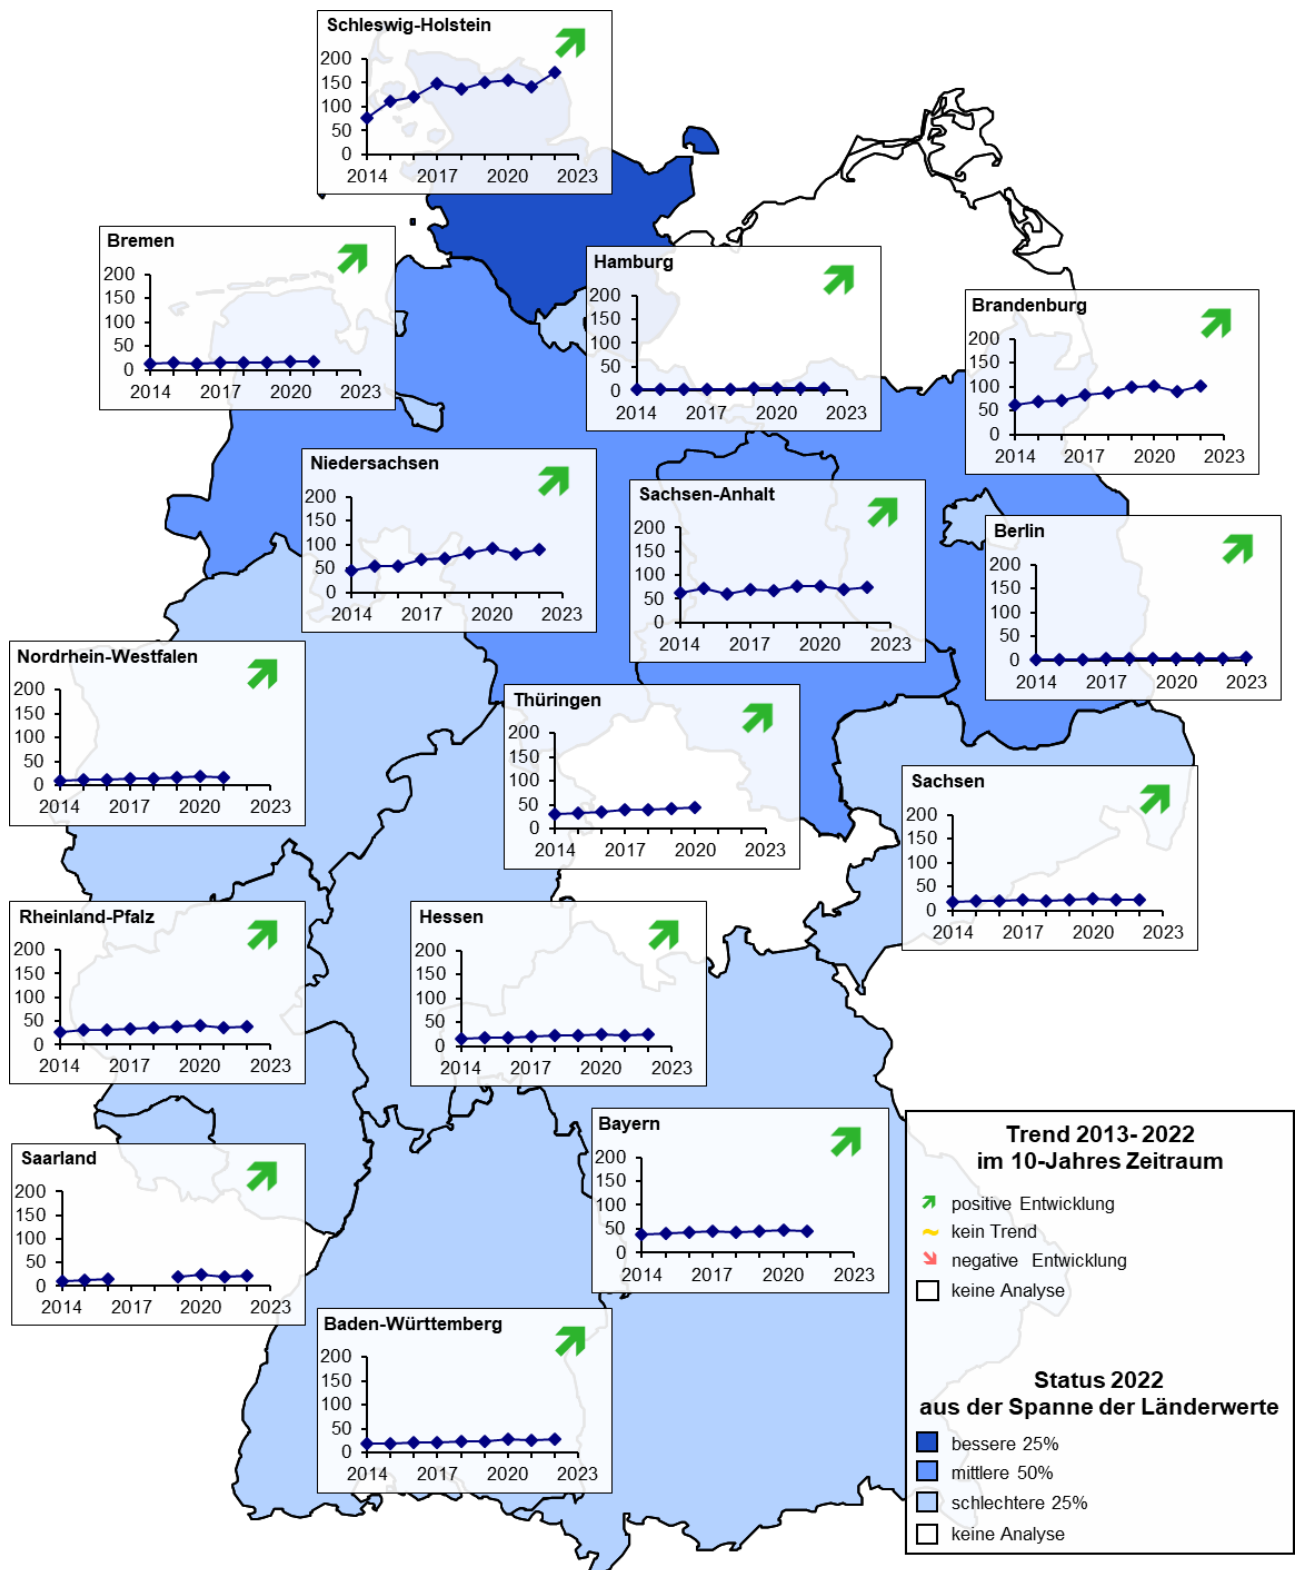 Schleswig-Holstein
200
150
100
50
0
2014 2017 2020 2023
Bremen
200
150
100
50
0
2014 2017 2020 2023
Hamburg
200
150
100
50
0
2014 2017 2020 2023
Brandenburg
200
150
100
50
0
2014 2017 2020 2023
Niedersachsen
200
150
100
50
0
2014 2017 2020 2023
Sachsen-Anhalt
200
150
100
50
0
2014 2017 2020 2023
Berlin
200
150
100
50
0
2014 2017 2020 2023
Nordrhein-Westfalen
200
150
100
50
0
2014 2017 2020 2023
Thüringen
200
150
100
50
0
2014 2017 2020 2023
Sachsen
200
150
100
50
0
2014 2017 2020 2023
Rheinland-Pfalz
200
150
100
50
0
2014 2017 2020 2023
Hessen
200
150
100
50
0
2014 2017 2020 2023
Saarland
200
150
100
50
0
2014 2017 2020 2023
Bayern
200
150
100
50
0
2014 2017 2020 2023
Baden-Württemberg
200
150
100
50
0
2014 2017 2020 2023
Trend 2013- 2022
im 10-Jahres Zeitraum
positive Entwicklung
kein Trend
negative Entwicklung
keine Analyse
Status 2022
aus der Spanne der Länderwerte
bessere 25%
mittlere 50%
schlechtere 25%
keine Analyse